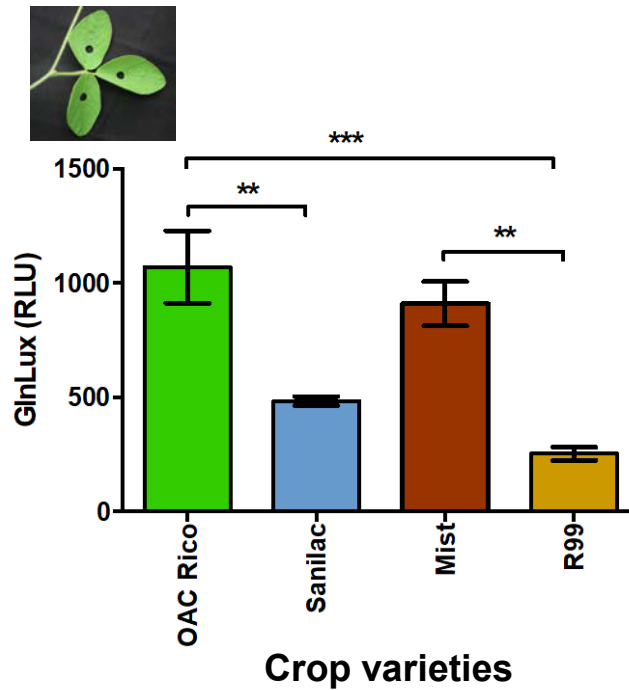 ***
1500
**
**
1000
500
0
GlnLux (RLU)
OAC Rico
Sanilac
Mist
R99
Crop varieties